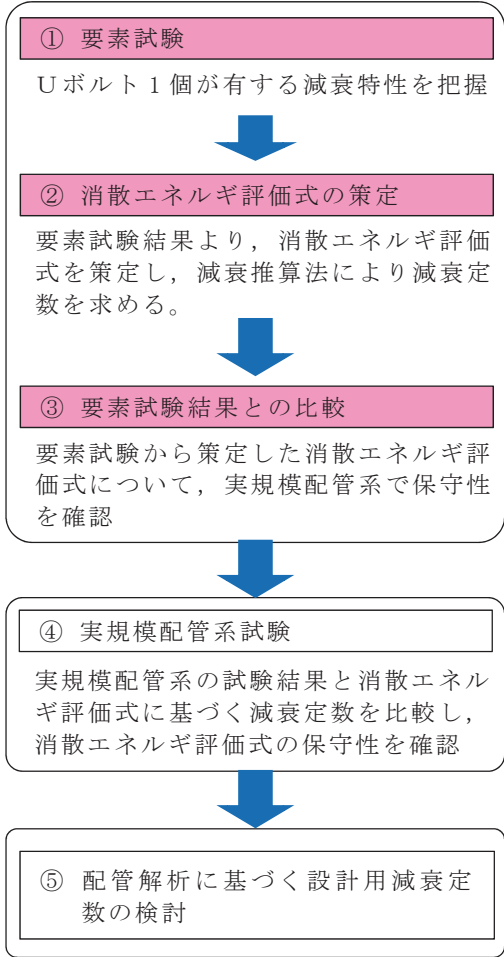 ① 要素試験
Uボルト1個が有する減衰特性を把握
② 消散エネルギ評価式の策定
要素試験結果より，消散エネルギ評価
式を策定し，減衰推算法により減衰定
数を求める。
③ 要素試験結果との比較
要素試験から策定した消散エネルギ評
価式について，実規模配管系で保守性
を確認
④ 実規模配管系試験
実規模配管系の試験結果と消散エネル
ギ評価式に基づく減衰定数を比較し，
消散エネルギ評価式の保守性を確認
⑤ 配管解析に基づく設計用減衰定
数の検討